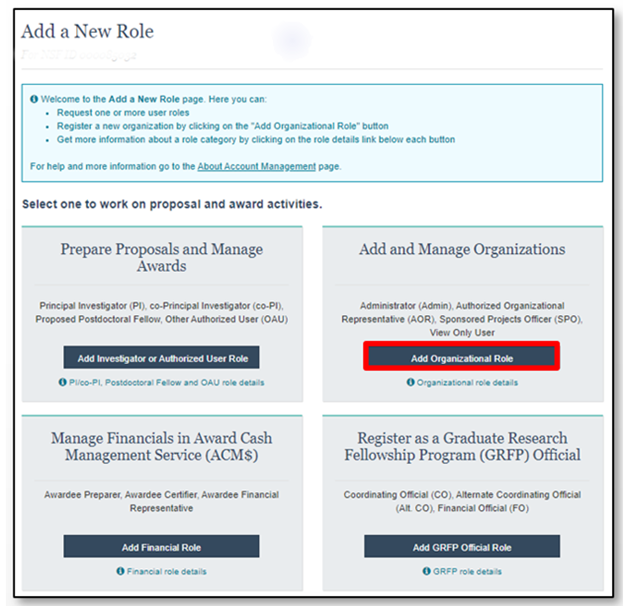 Add a New Role
Welcome to the Add a New Role page. Here you can:
• Request one or more user roles
• Register a new organization by clicking on the "Add Organizational Role" button
• Get more information about a role category by clicking on the role details link below each button
For help and more information go to the About Account Management page.
Select one to work on proposal and award activities.
Prepare Proposals and Manage
Awards
Principal Investigator (PI), co-Principal Investigator (co-PI),
Proposed Postdoctoral Fellow, Other Authorized User (OAU)
Add Investigator or Authorized User Role
PI/co-PI, Postdoctoral Fellow and OAU role details
Add and Manage Organizations
Administrator (Admin), Authorized Organizational
Representative (AOR), Sponsored Projects Officer (SPO),
View Only User
Add Organizational Role
Organizational role details
Manage Financials in Award Cash
Management Service (ACM$)
Awardee Preparer, Awardee Certifier, Awardee Financial
Representative
Add Financial Role
Financial role details
Register as a Graduate Research
Fellowship Program (GRFP) Official
Coordinating Official (CO), Alternate Coordinating Official
(Alt. CO), Financial Official (FO)
Add GRFP Official Role
GRFP role details